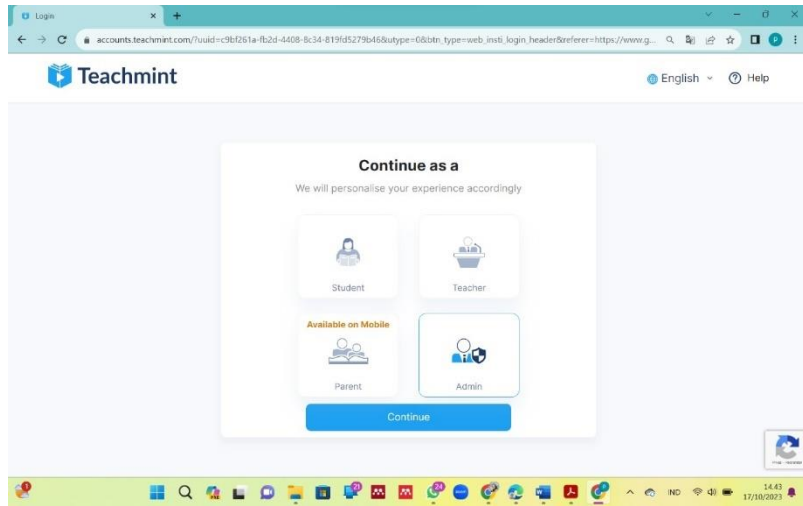 Login
accounts.teachmint.com/?uuid=c9bf261a-fb2d-4408-8c34-819fd5279b46&utype=0&btn_type=web_insti_login_header&referer=https://www.g...
Teachmint
English
Help
Continue as a
We will personalise your experience accordingly
Student
Teacher
Available on Mobile
Parent
Admin
Continue
IND
14.43
17/10/2023